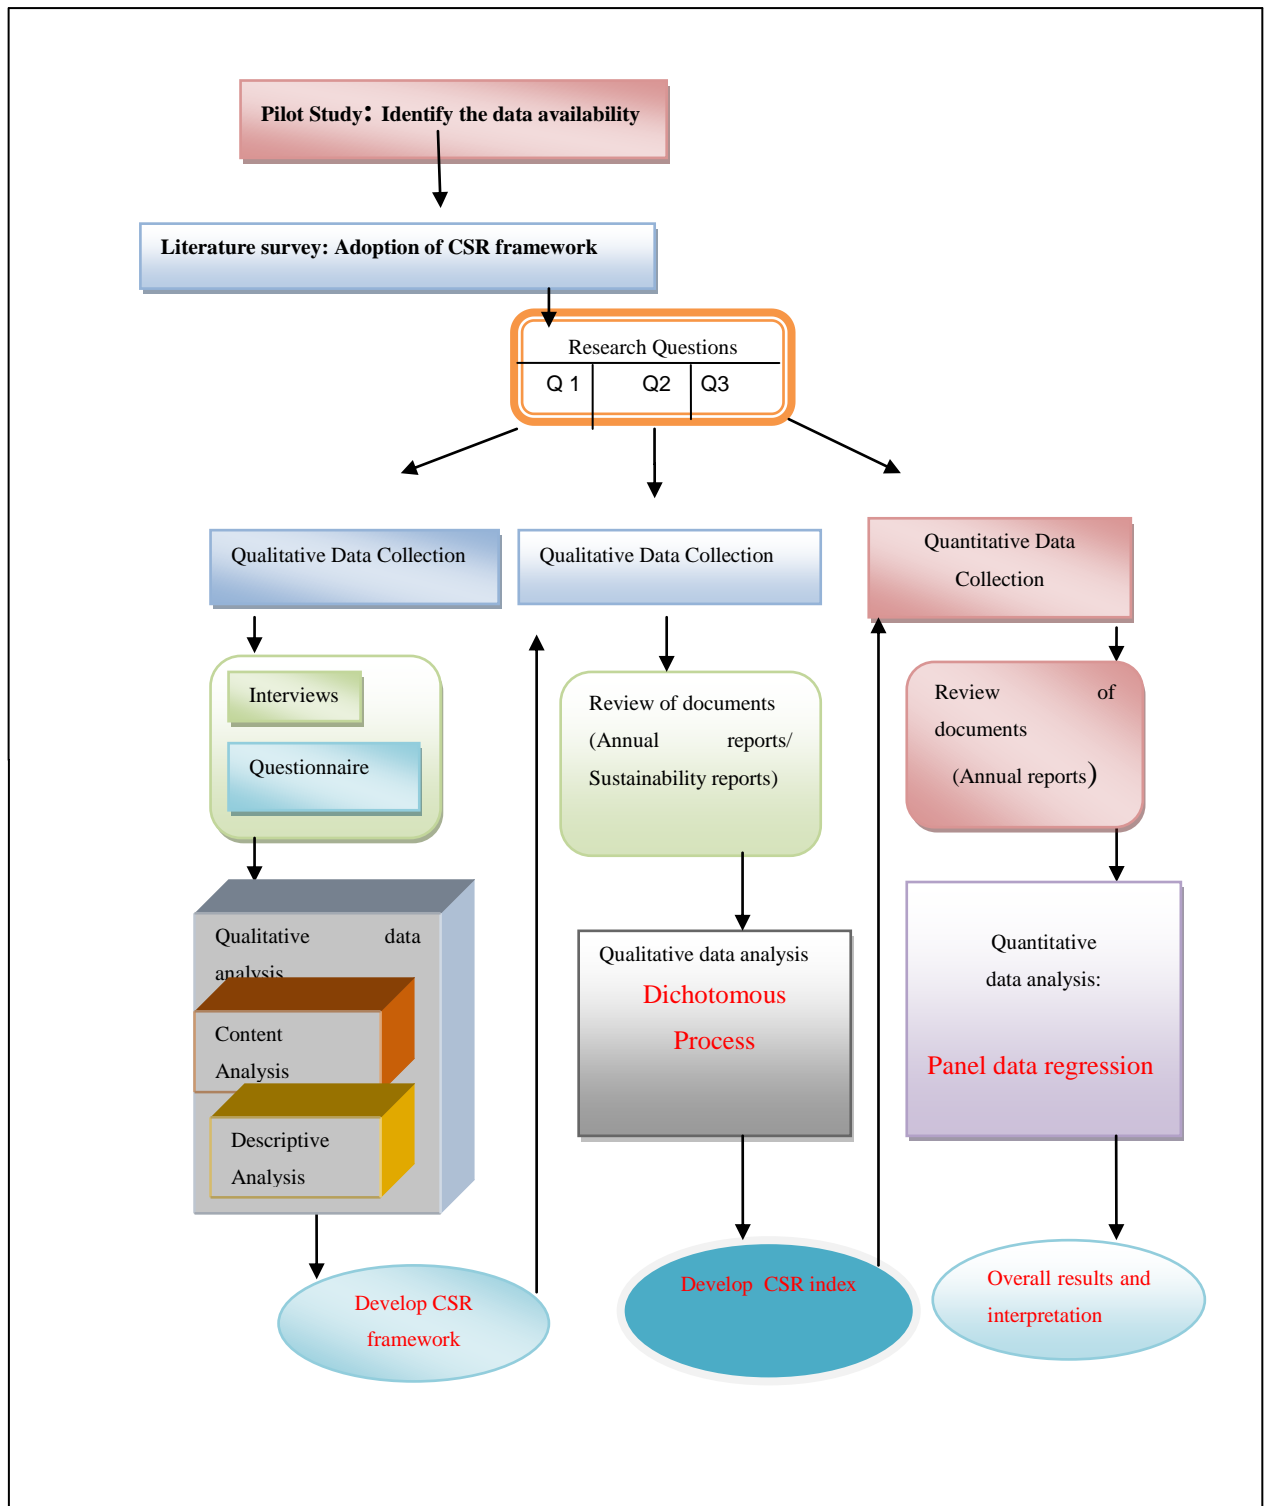 Pilot Study: Identify the data availability
Literature survey: Adoption of CSR framework
Research Questions
Q 1 Q2 Q3
Qualitative Data Collection
Interviews
Questionnaire
Qualitative data
analysis
Content
Analysis
Descriptive
Analysis
Develop CSR
framework
Qualitative Data Collection
Review of documents
(Annual reports/
Sustainability reports)
Qualitative data analysis
Dichotomous
Process
Develop CSR index
Quantitative Data
Collection
Review of
documents
(Annual reports)
Quantitative
data analysis:
Panel data regression
Overall results and
interpretation